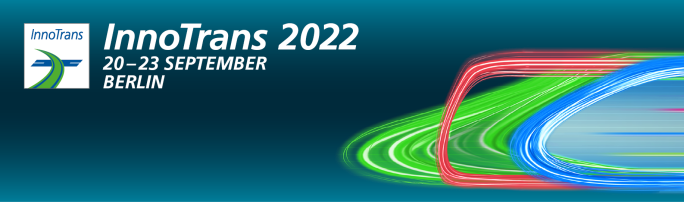 InnoTrans
InnoTrans 2022
20–23 SEPTEMBER
BERLIN